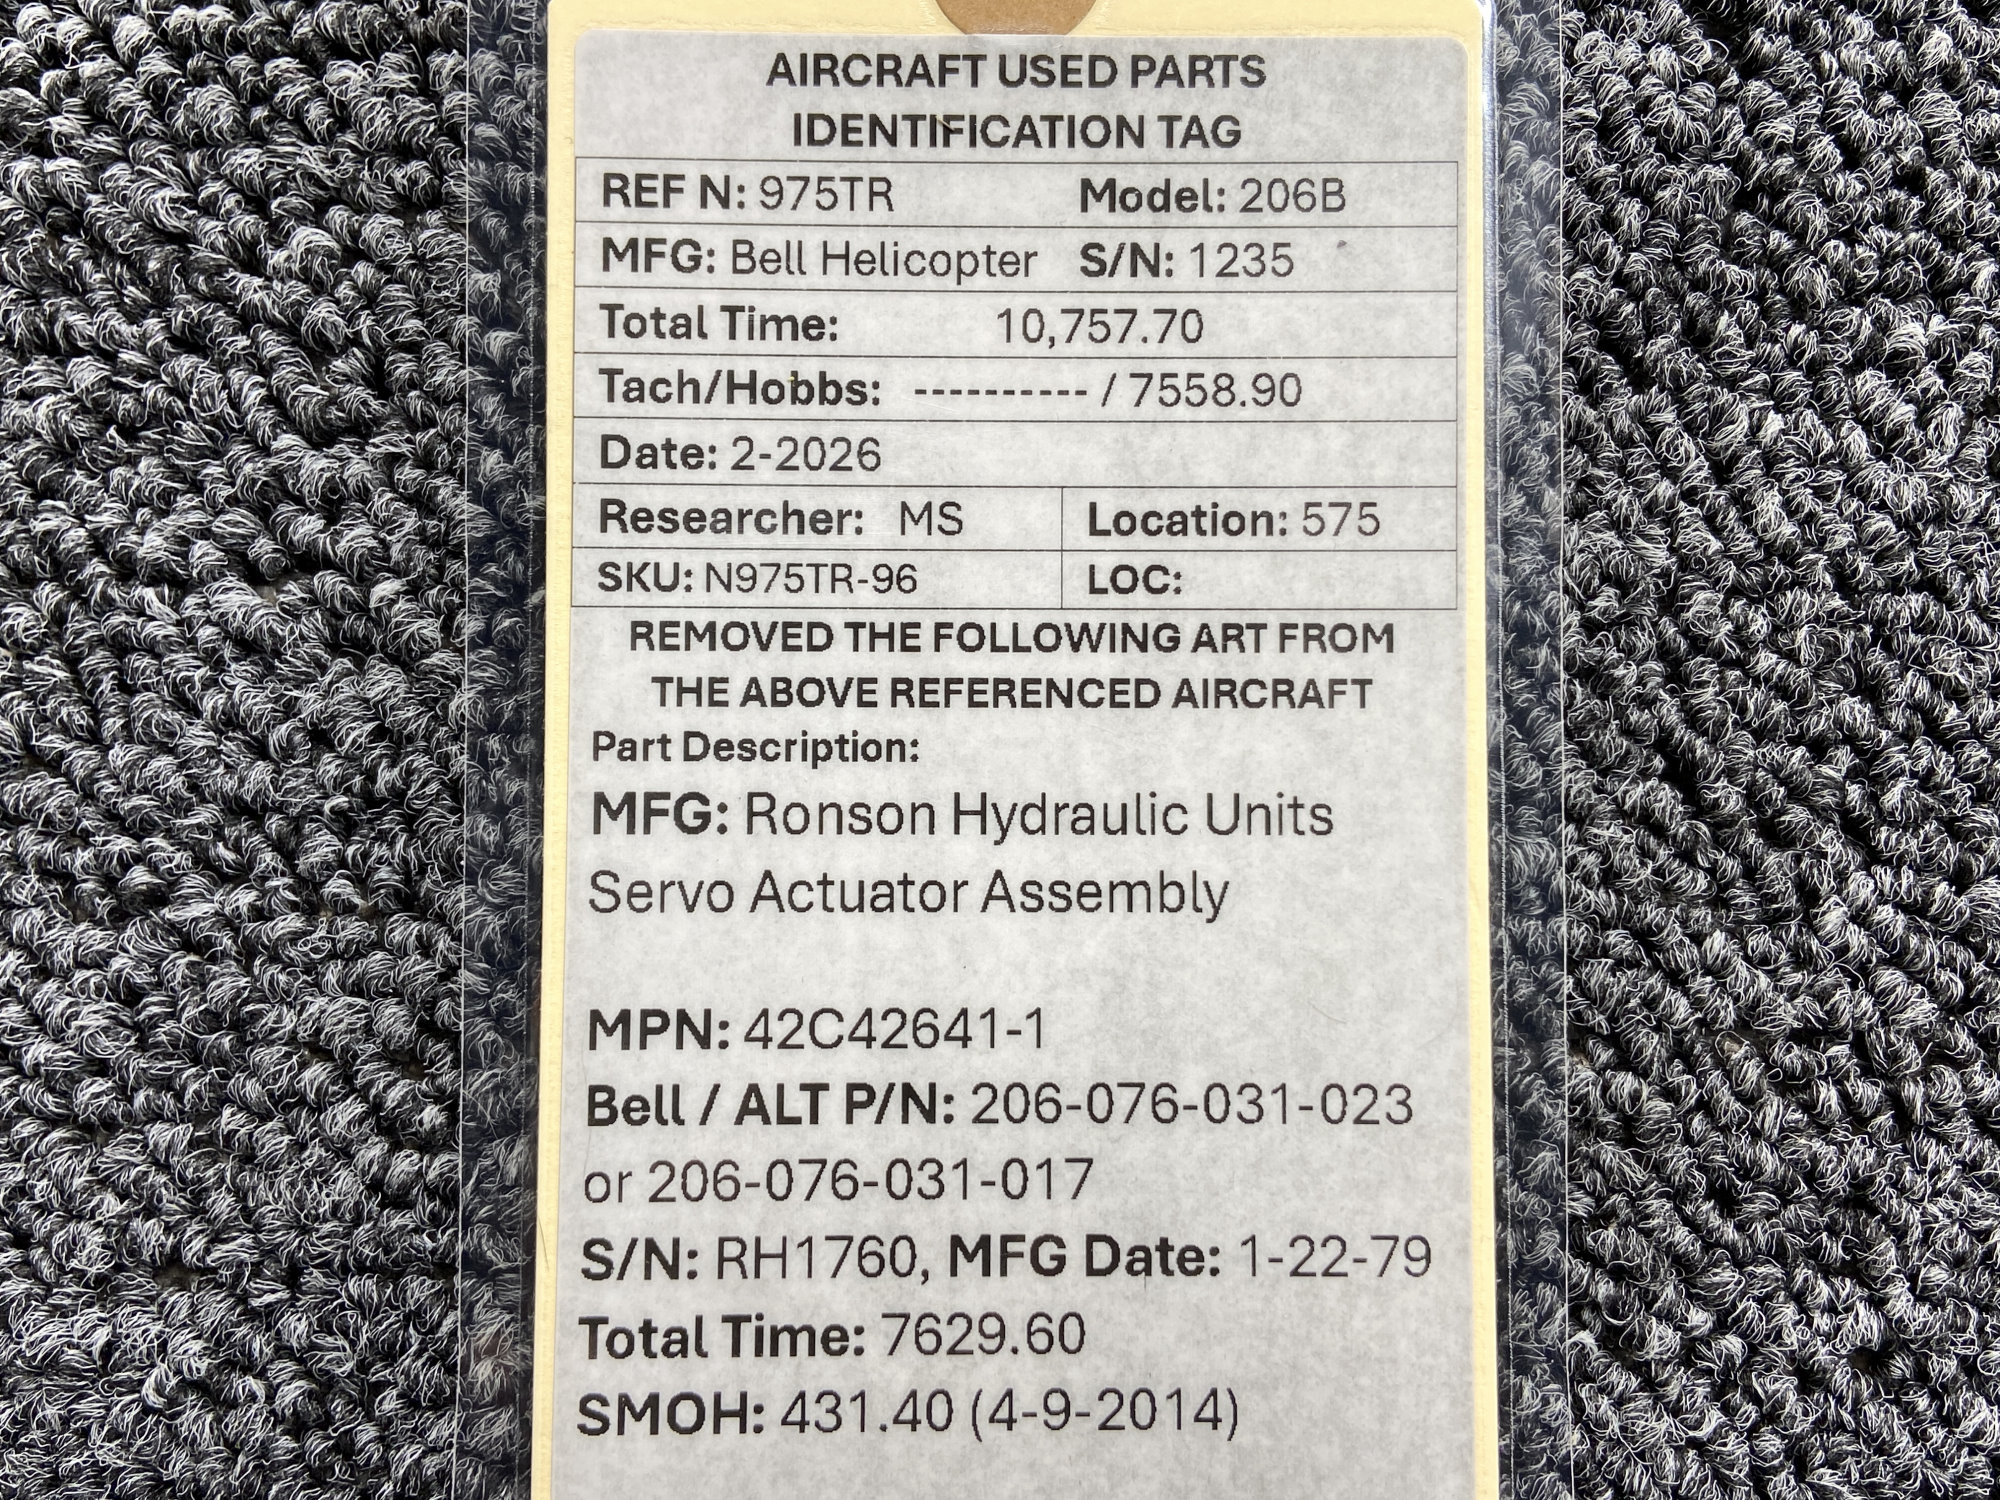 AIRCRAFT USED PARTS
IDENTIFICATION TAG
REF N: 975TR Model: 206B
MFG: Bell Helicopter S/N: 1235
Total Time: 10,757.70
Tach/Hobbs: ---------- / 7558.90
Date: 2-2026
Researcher: MS Location: 575
SKU: N975TR-96 LOC:
REMOVED THE FOLLOWING ART FROM
THE ABOVE REFERENCED AIRCRAFT
Part Description:
MFG: Ronson Hydraulic Units
Servo Actuator Assembly
MPN: 42C42641-1
Bell / ALT P/N: 206-076-031-023
or 206-076-031-017
S/N: RH1760, MFG Date: 1-22-79
Total Time: 7629.60
SMOH: 431.40 (4-9-2014)